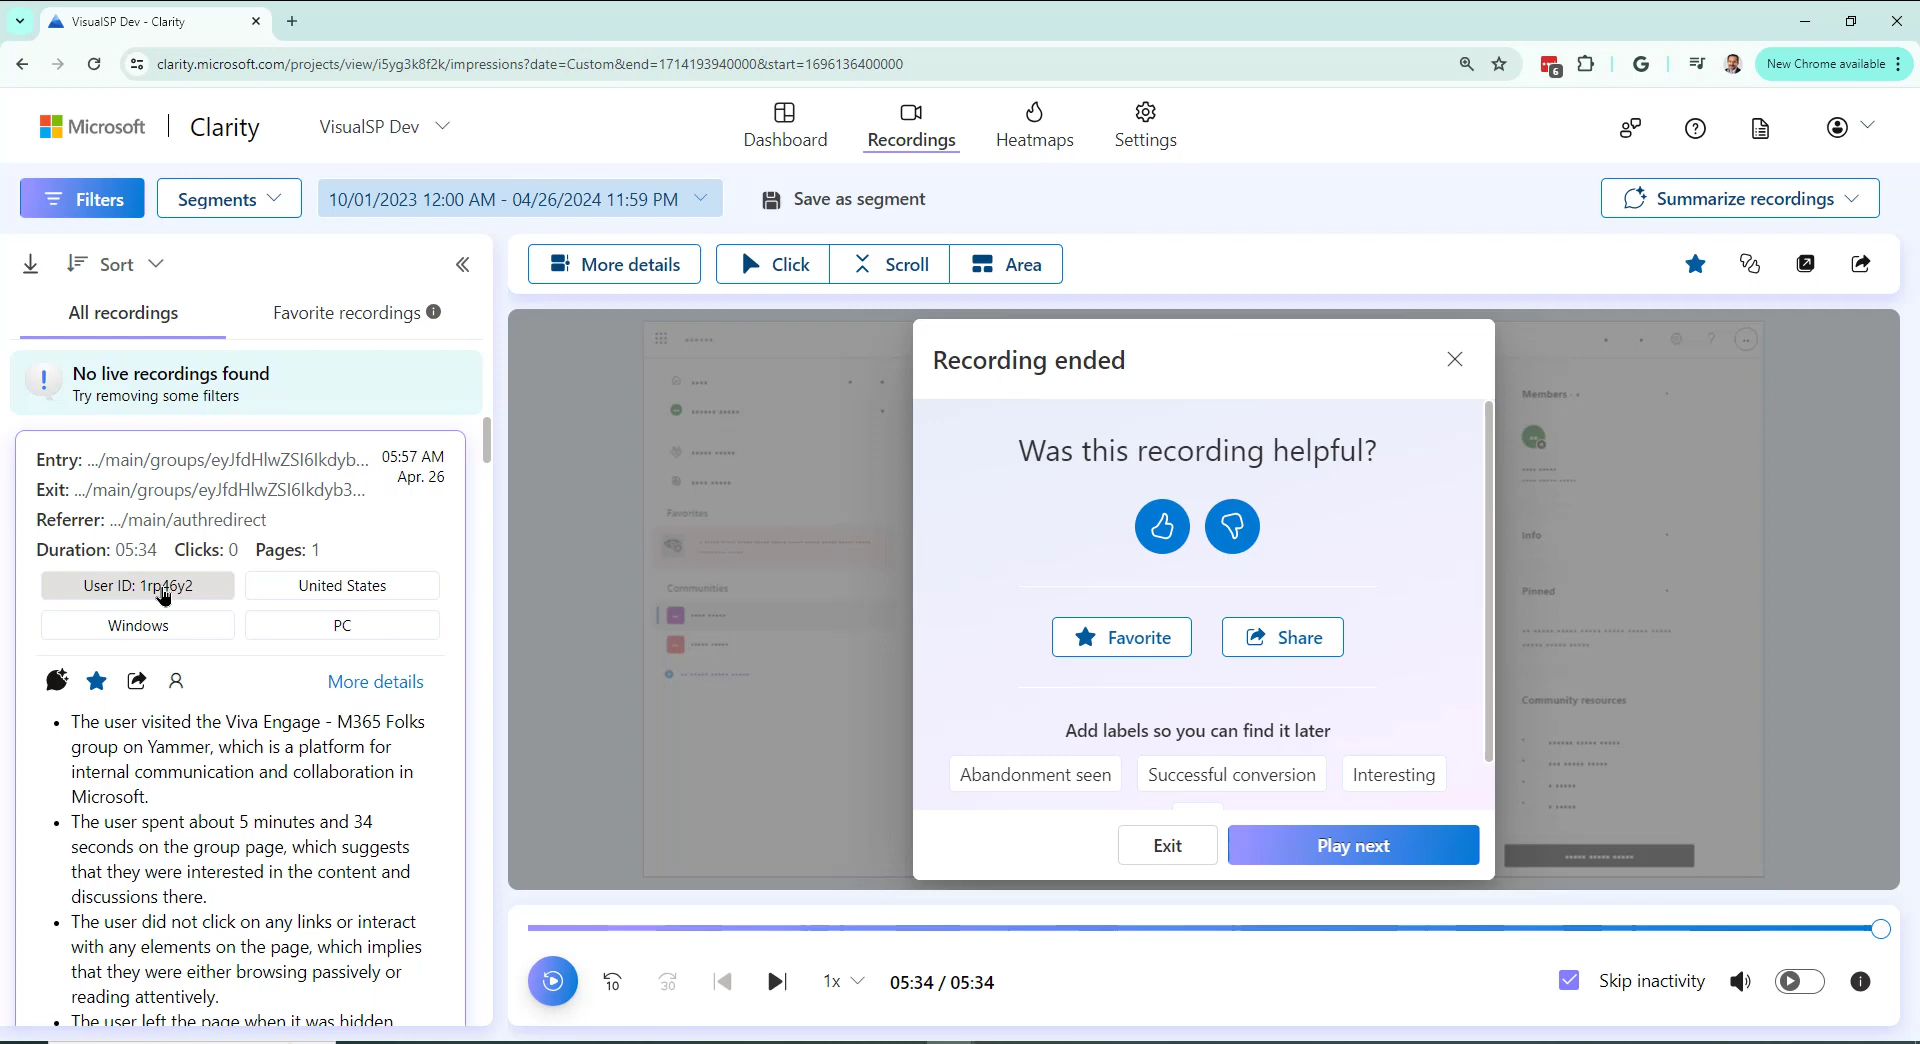 VisualSP Dev - Clarity
clarity.microsoft.com/projects/view/i5yg3k8f2k/impressions?date=Custom&end=1714193940000&start=1696136400000
6
New Chrome available
Microsoft
Clarity
VisualSP Dev
Dashboard
Recordings
Heatmaps
Settings
Filters
Segments
10/01/2023 12:00 AM - 04/26/2024 11:59 PM
Save as segment
Summarize recordings
Sort
More details
Click
Scroll
Area
All recordings
Favorite recordings
No live recordings found
Try removing some filters
Entry: .../main/groups/eyJfdHlwZSI6Ikdyb...
05:57 AM
Apr. 26
Exit: .../main/groups/eyJfdHlwZSI6Ikdyb3...
Referrer: .../main/authredirect
Duration: 05:34 Clicks: 0 Pages: 1
User ID: 1rp46y2
United States
Windows
PC
More details
• The user visited the Viva Engage - M365 Folks
group on Yammer, which is a platform for
internal communication and collaboration in
Microsoft.
• The user spent about 5 minutes and 34
seconds on the group page, which suggests
that they were interested in the content and
discussions there.
• The user did not click on any links or interact
with any elements on the page, which implies
that they were either browsing passively or
reading attentively.
• The user left the page when it was hidden
Favorites
Communities
Members
Info
Pinned
Community resources
Recording ended
Was this recording helpful?
Favorite
Share
Add labels so you can find it later
Abandonment seen
Successful conversion
Interesting
Exit
Play next
10
30
1x
05:34 / 05:34
Skip inactivity